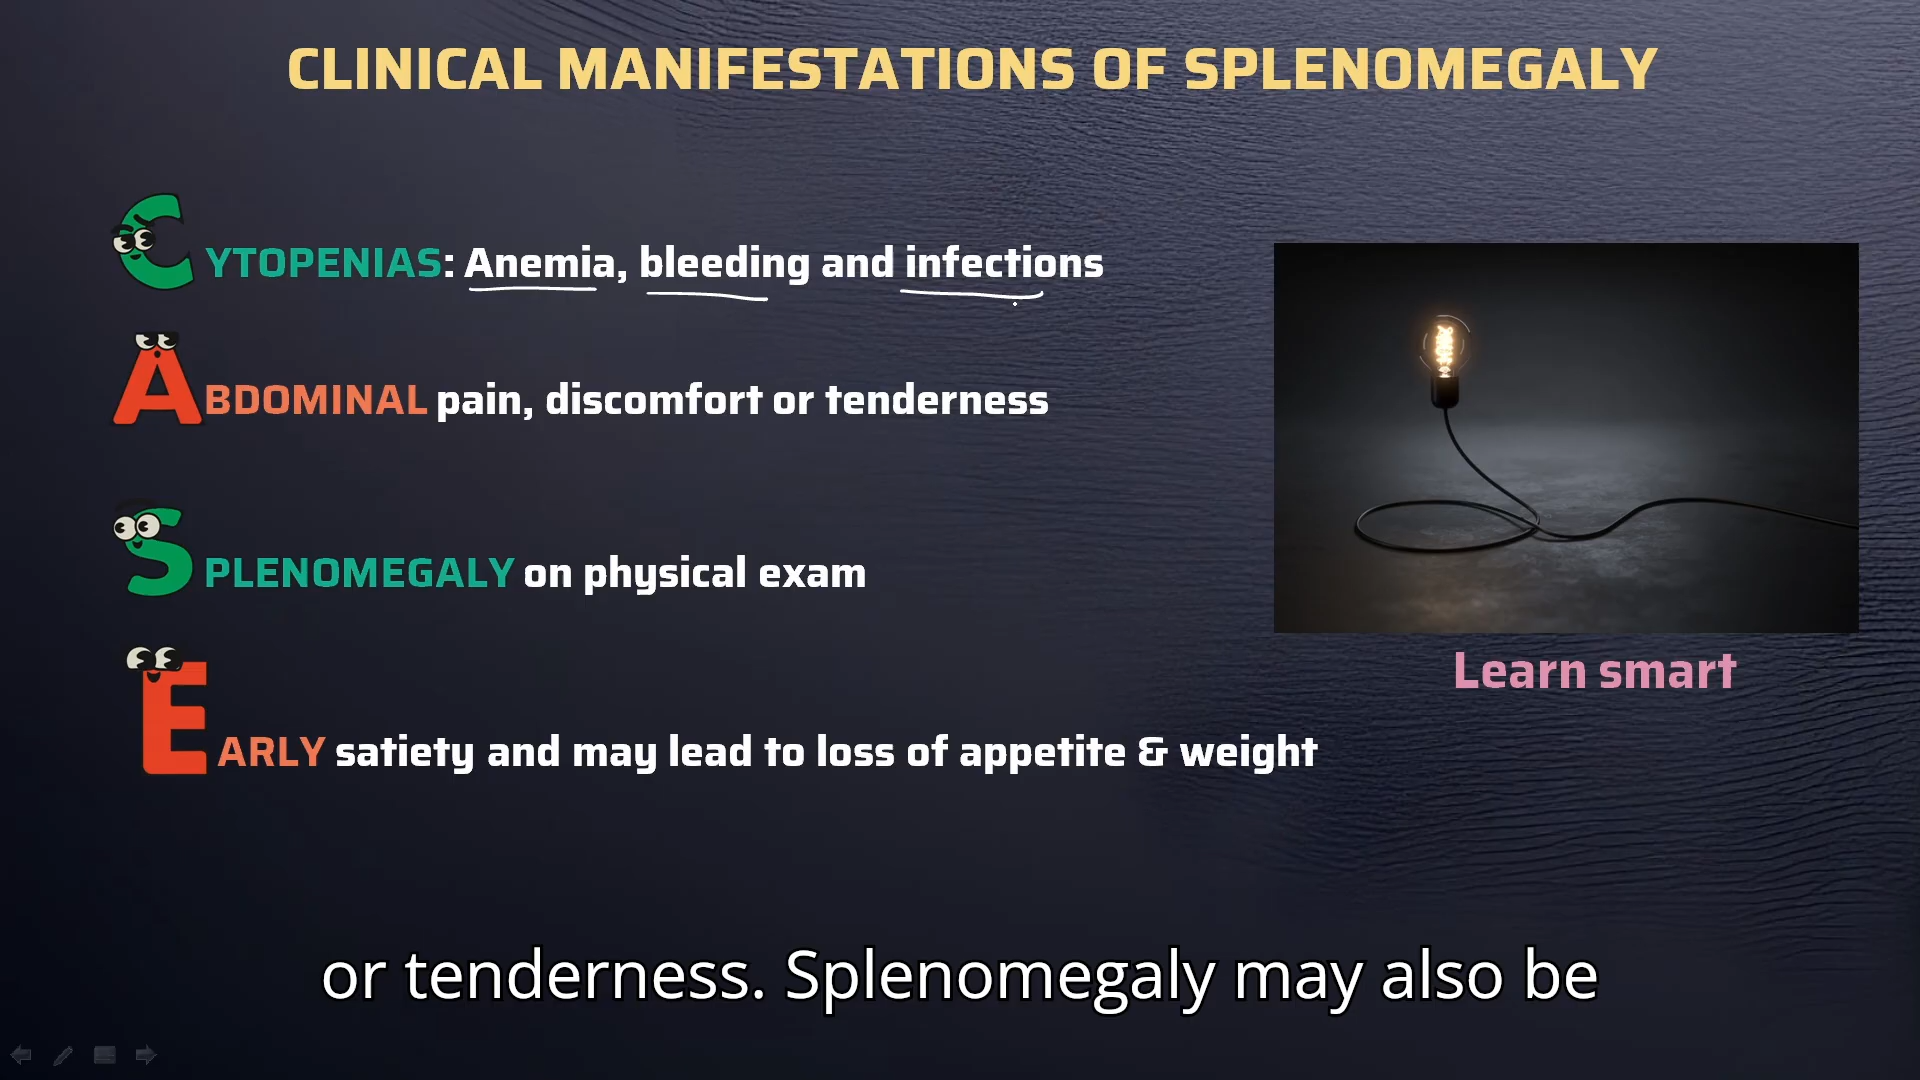 CLINICAL MANIFESTATIONS OF SPLENOMEGALY
CYTOPENIAS: Anemia, bleeding and infections
ABDOMINAL pain, discomfort or tenderness
SPLENOMEGALY on physical exam
EARLY satiety and may lead to loss of appetite & weight
Learn smart
or tenderness. Splenomegaly may also be